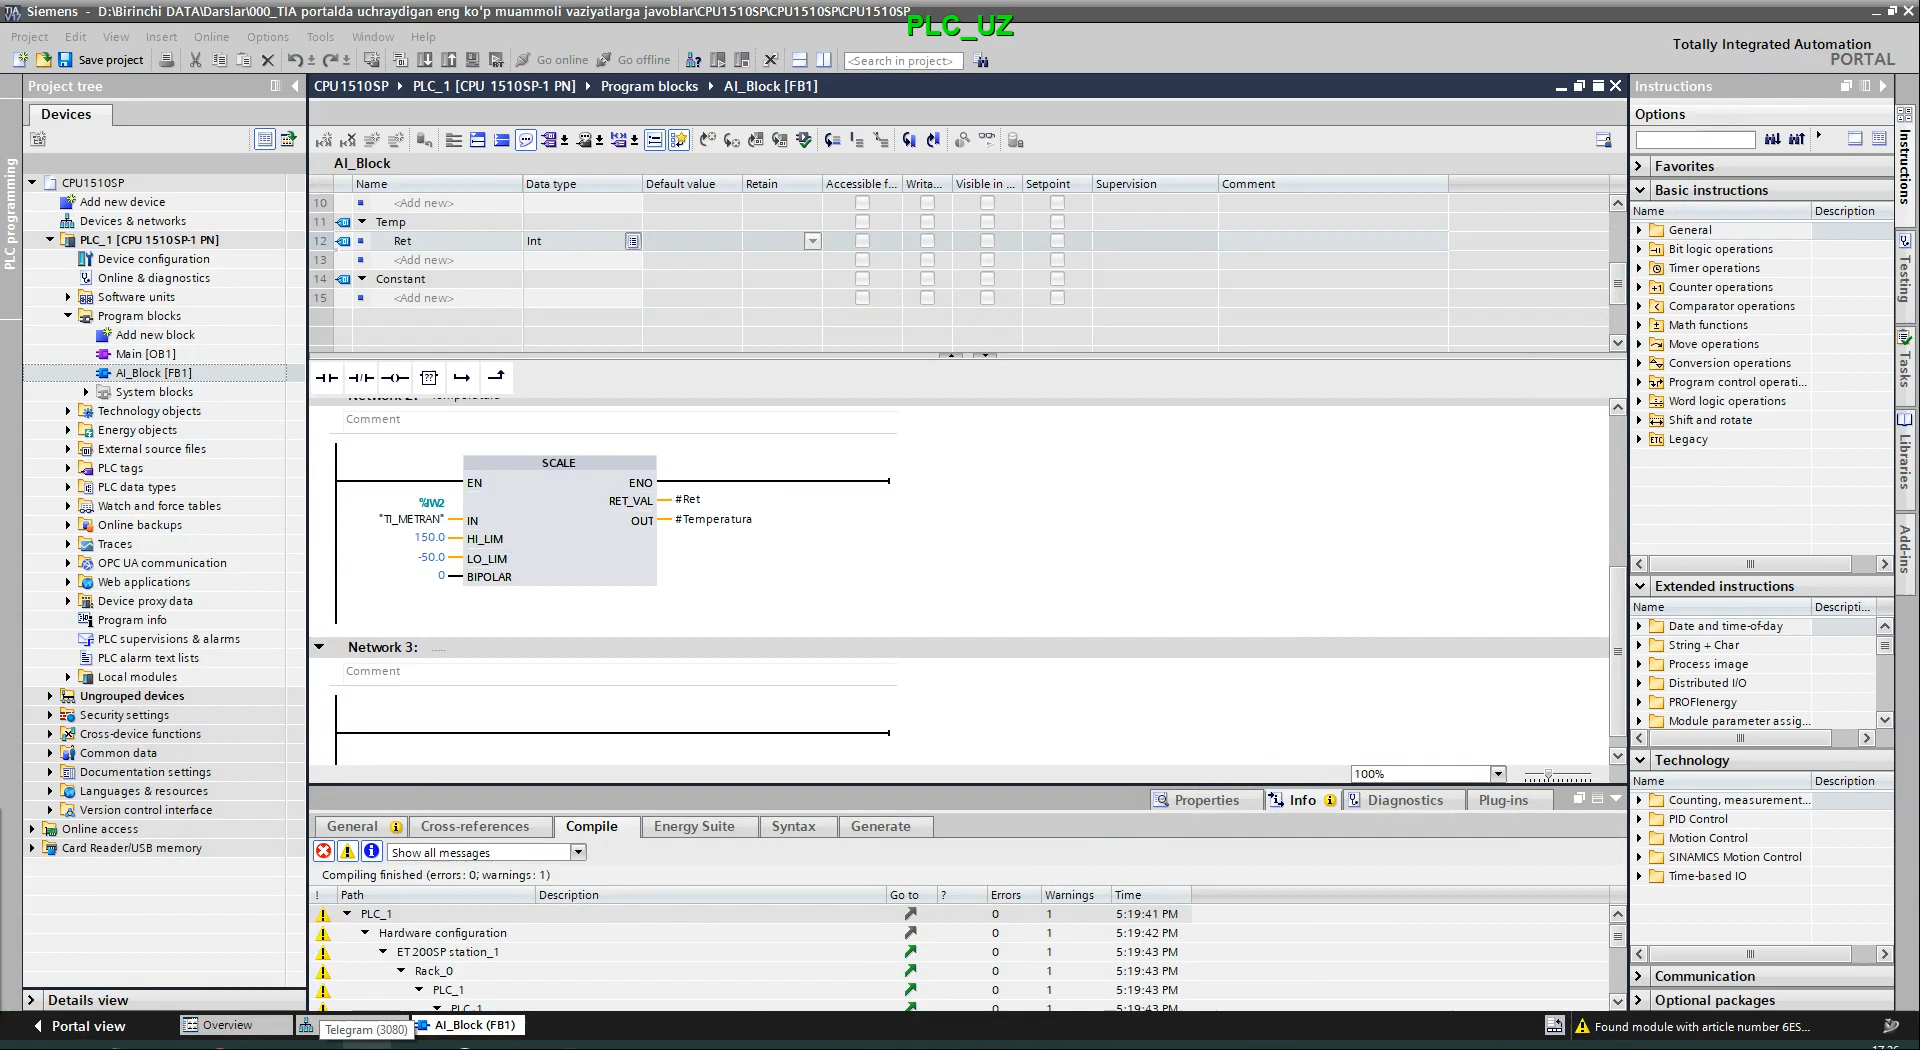 Siemens - D:\Birinchi DATA\Darslar\000_TIA portalda uchraydigan eng ko'p muammoli vaziyatlarga javoblar\CPU1510SP\CPU1510SP\CPU1510SP
PLC_UZ
Project Edit View Insert Online Options Tools Window Help
Totally Integrated Automation
PORTAL
Save project
Go online
Go offline
<Search in project>
Project tree
CPU1510SP PLC_1 [CPU 1510SP-1 PN] Program blocks AI_Block [FB1]
Instructions
Devices
Options
PLC programming
CPU1510SP
Add new device
Devices & networks
PLC_1 [CPU 1510SP-1 PN]
Device configuration
Online & diagnostics
Software units
Program blocks
Add new block
Main [OB1]
AI_Block [FB1]
System blocks
Technology objects
Energy objects
External source files
PLC tags
PLC data types
Watch and force tables
Online backups
Traces
OPC UA communication
Web applications
Device proxy data
Program info
PLC supervisions & alarms
PLC alarm text lists
Local modules
Ungrouped devices
Security settings
Cross-device functions
Common data
Documentation settings
Languages & resources
Version control interface
Online access
Card Reader/USB memory
Details view
AI_Block
Name Data type Default value Retain Accessible f... Writa... Visible in ... Setpoint Supervision Comment
10 <Add new>
11 Temp
12 Ret Int
13 <Add new>
14 Constant
15 <Add new>
Network 2: Temperatura
Comment
SCALE
EN ENO
%IW2
RET_VAL #Ret
"TI_METRAN" IN OUT #Temperatura
150.0 HI_LIM
-50.0 LO_LIM
0 BIPOLAR
Network 3: .....
Comment
100%
Properties Info Diagnostics Plug-ins
General Cross-references Compile Energy Suite Syntax Generate
Show all messages
Compiling finished (errors: 0; warnings: 1)
! Path Description Go to ? Errors Warnings Time
PLC_1 0 1 5:19:41 PM
Hardware configuration 0 1 5:19:42 PM
ET 200SP station_1 0 1 5:19:43 PM
Rack_0 0 1 5:19:43 PM
PLC_1 0 1 5:19:43 PM
PLC_1 0 1 5:19:43 PM
Favorites
Basic instructions
Name Description
General
Bit logic operations
Timer operations
Counter operations
Comparator operations
Math functions
Move operations
Conversion operations
Program control operati...
Word logic operations
Shift and rotate
Legacy
Extended instructions
Name Descripti...
Date and time-of-day
String + Char
Process image
Distributed I/O
PROFIenergy
Module parameter assig...
Technology
Name Description
Counting, measurement...
PID Control
Motion Control
SINAMICS Motion Control
Time-based IO
Communication
Optional packages
Instructions
Testing
Tasks
Libraries
Add-ins
Portal view
Overview
Telegram (3080)
AI_Block (FB1)
Found module with article number 6ES...